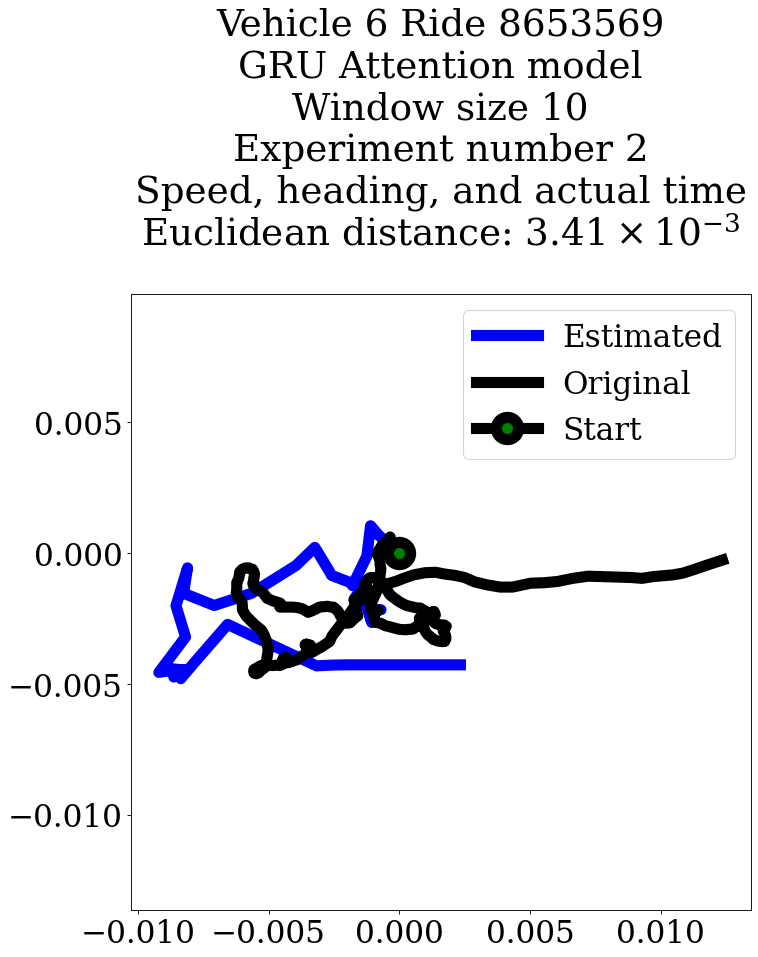 Vehicle 6 Ride 8653569
GRU Attention model
Window size 10
Experiment number 2
Speed, heading, and actual time
Euclidean distance: 3.41 × 10⁻³
Estimated
Original
Start
0.005
0.000
−0.005
−0.010
−0.010 −0.005 0.000 0.005 0.010